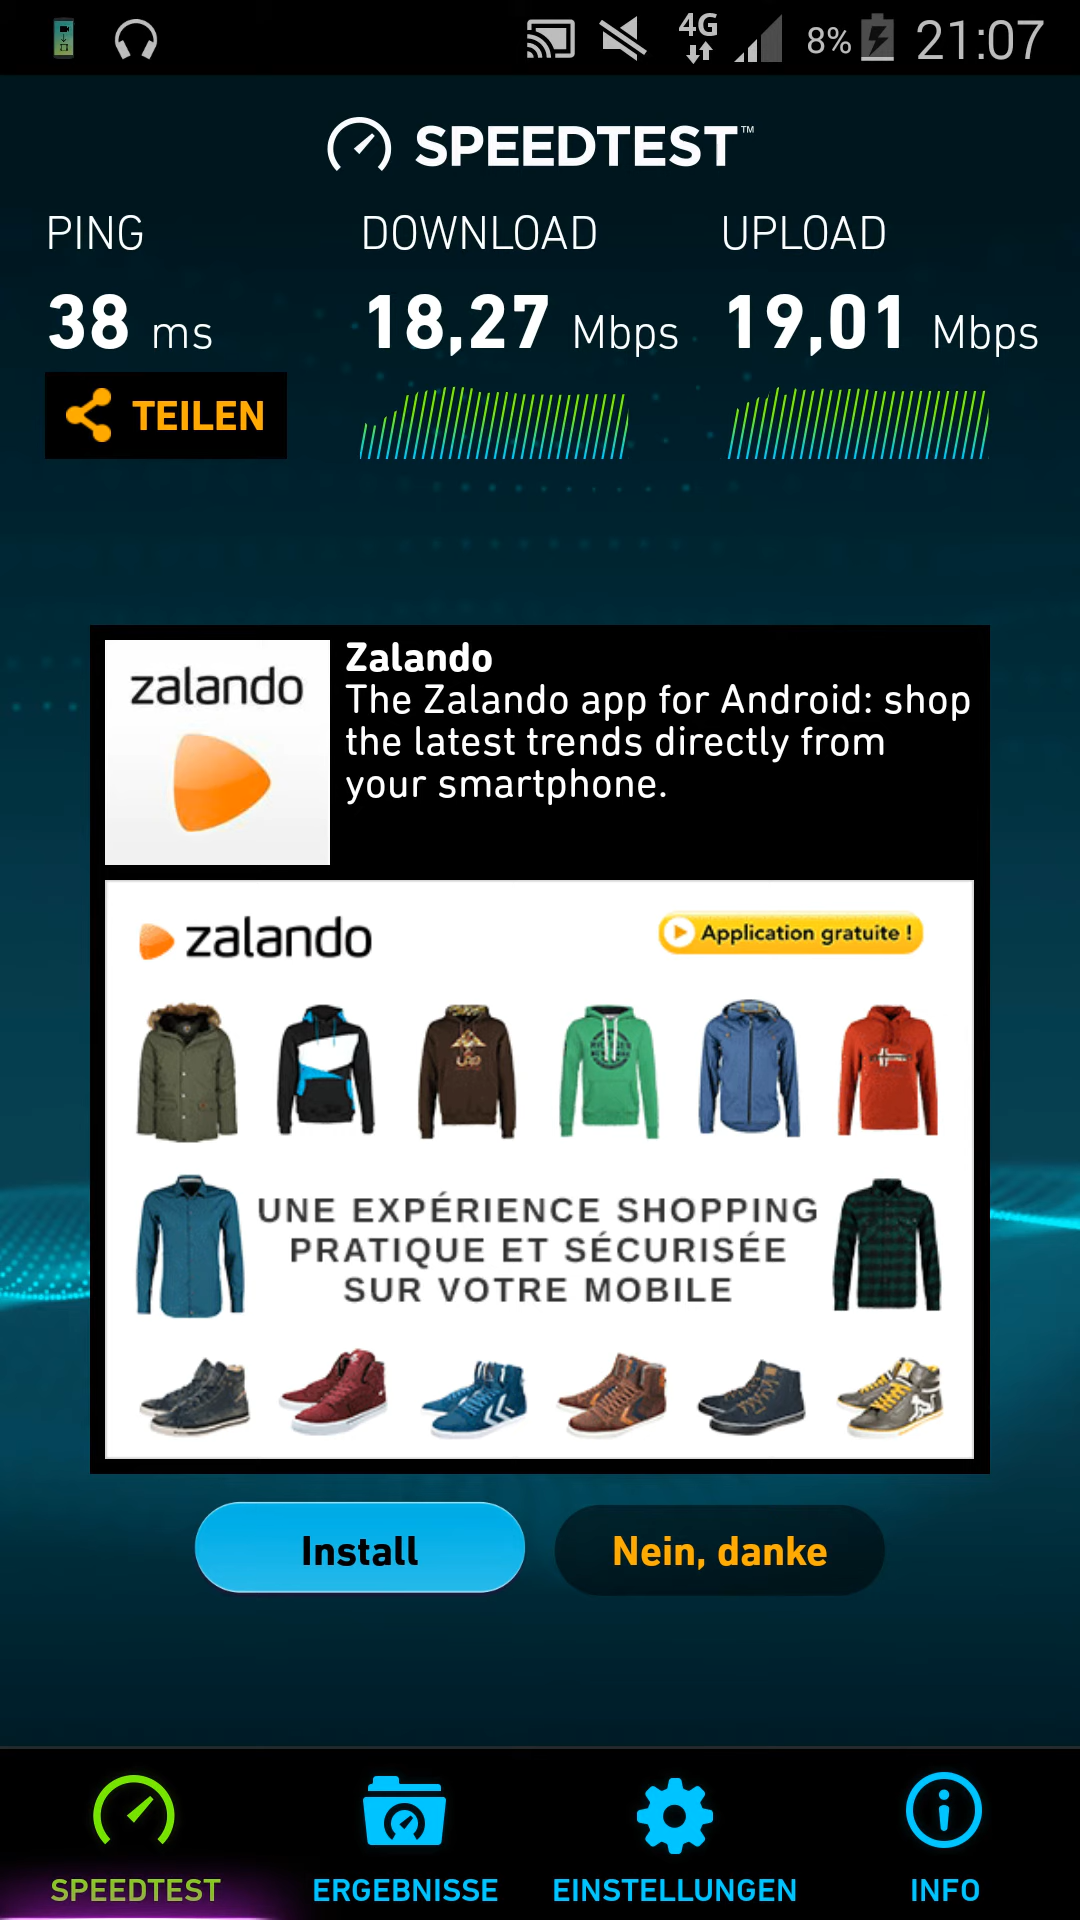 4G 8% 21:07
SPEEDTEST™
PING DOWNLOAD UPLOAD
38 ms 18,27 Mbps 19,01 Mbps
TEILEN
zalando
Zalando
The Zalando app for Android: shop
the latest trends directly from
your smartphone.
zalando Application gratuite !
UNE EXPÉRIENCE SHOPPING
PRATIQUE ET SÉCURISÉE
SUR VOTRE MOBILE
Install Nein, danke
SPEEDTEST ERGEBNISSE EINSTELLUNGEN INFO